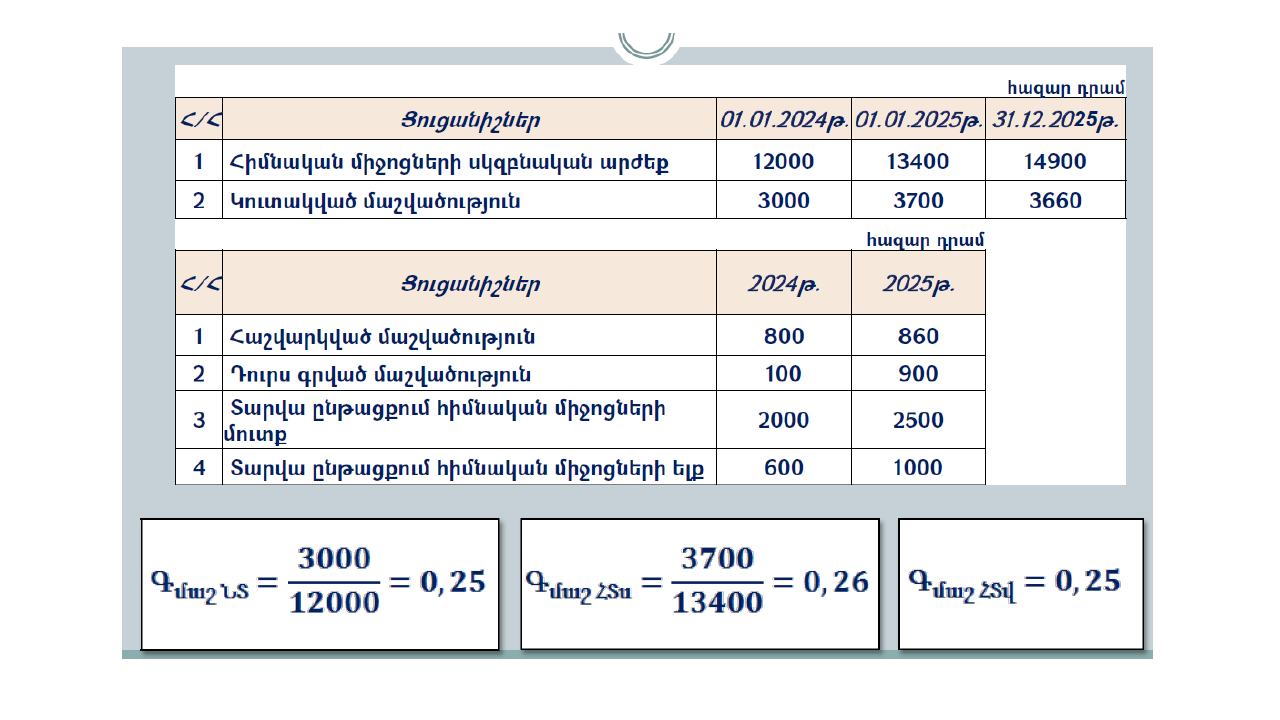 հազար դրամ
Հ/Հ Ցուցանիշներ 01.01.2024թ. 01.01.2025թ. 31.12.2025թ.
1 Հիմնական միջոցների սկզբնական արժեք 12000 13400 14900
2 Կուտակված մաշվածություն 3000 3700 3660
հազար դրամ
Հ/Հ Ցուցանիշներ 2024թ. 2025թ.
1 Հաշվարկված մաշվածություն 800 860
2 Դուրս գրված մաշվածություն 100 900
3 Տարվա ընթացքում հիմնական միջոցների
մուտք 2000 2500
4 Տարվա ընթացքում հիմնական միջոցների ելք 600 1000
Գմաշ ՆՏ = 3000/12000 = 0,25
Գմաշ ՀՏս = 3700/13400 = 0,26
Գմաշ ՀՏվ = 0,25